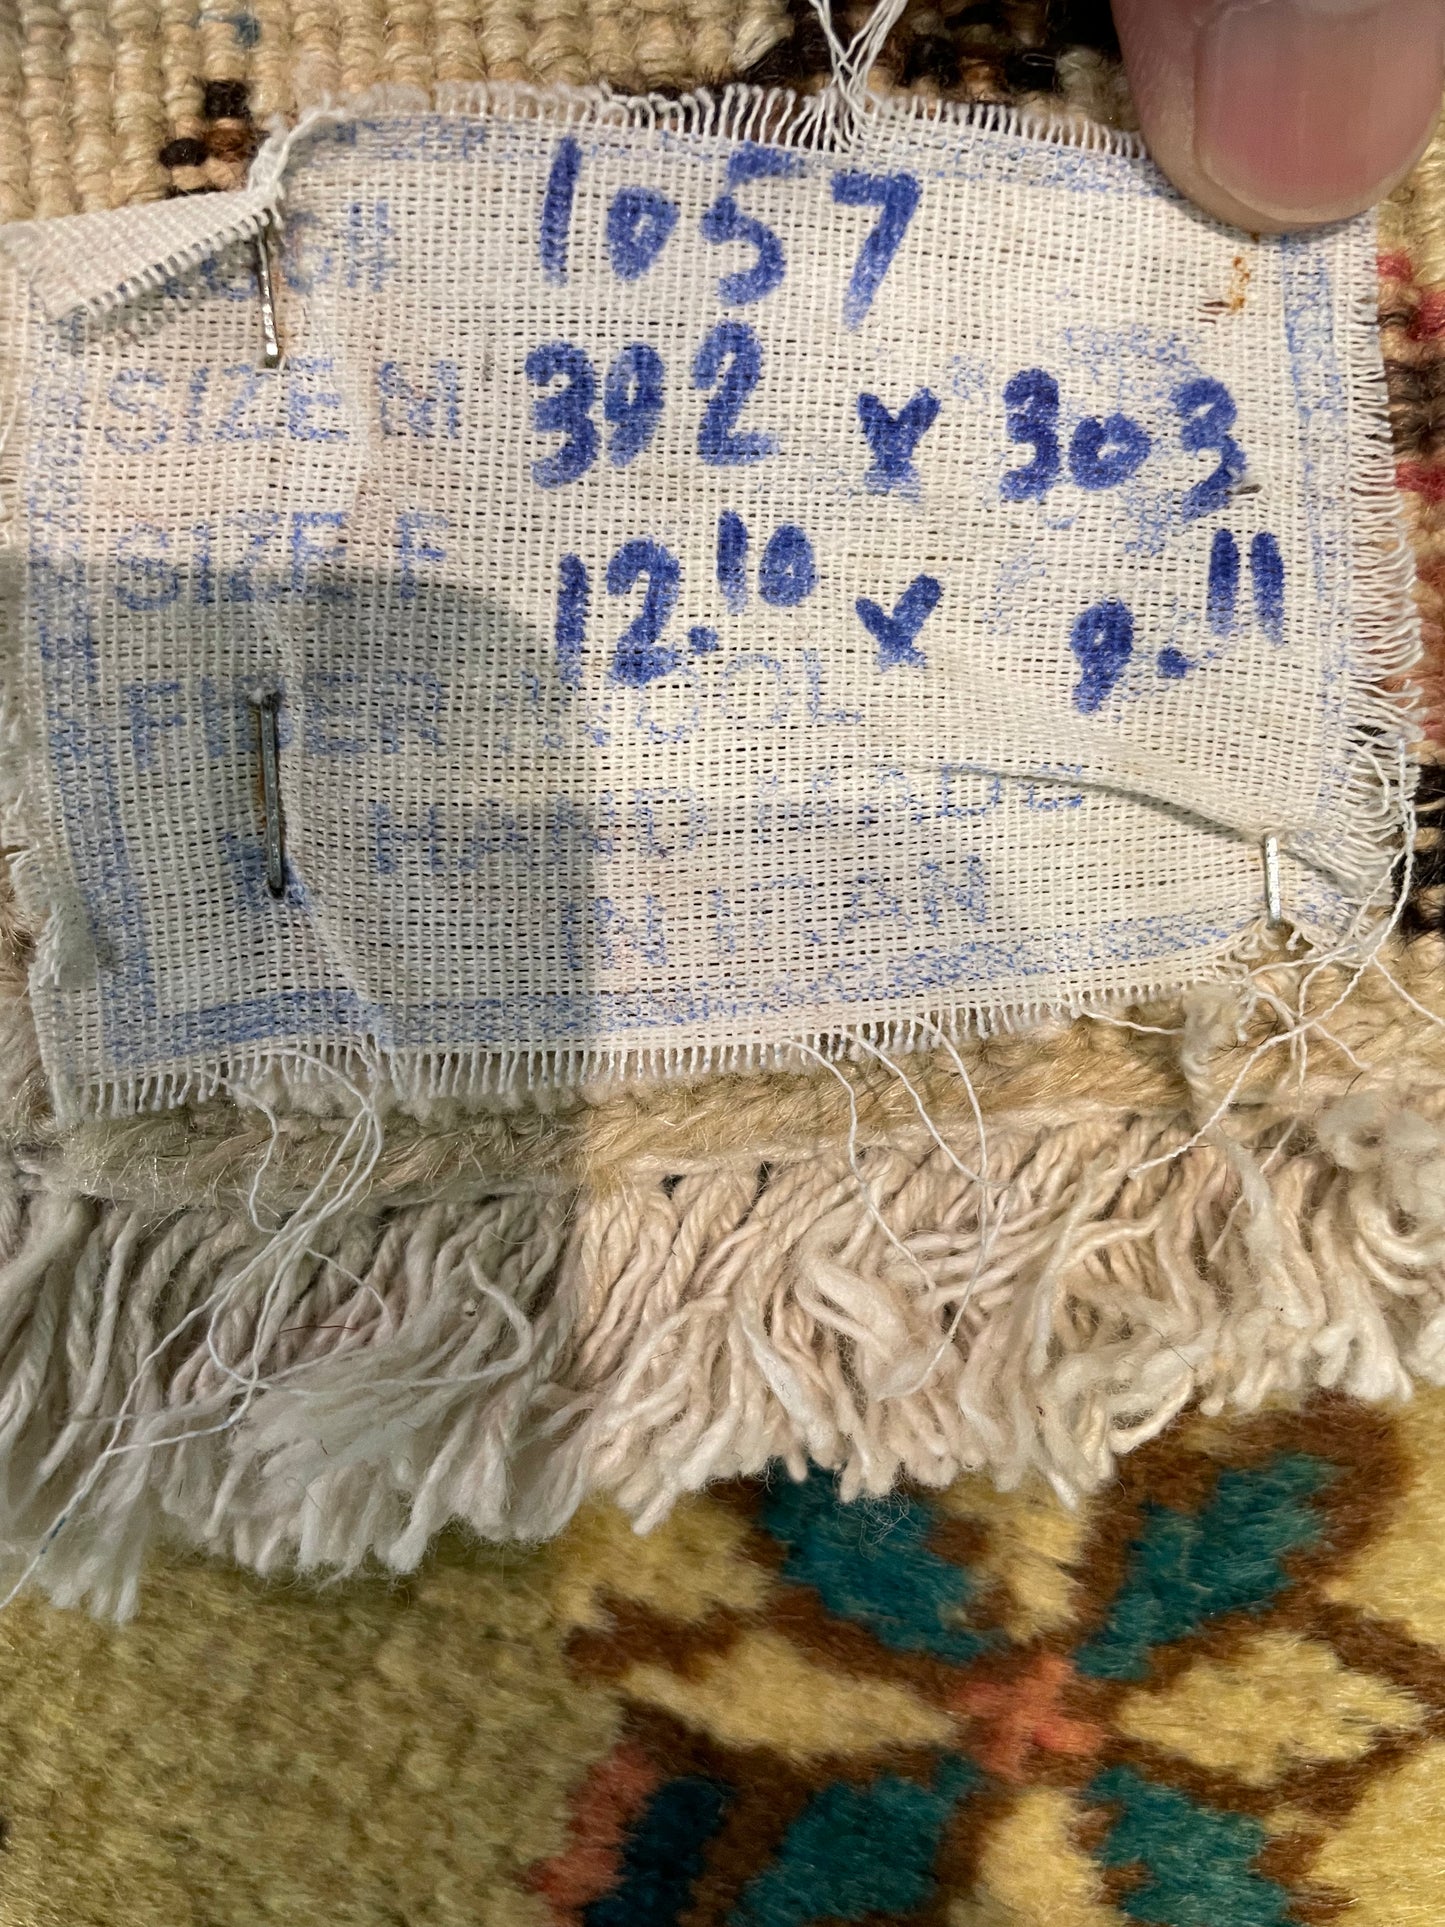 1057
SIZE M 392 x 303
SIZE F 12.10 x 9.11
FIBER WOOL
HAND MADE
IN IRAN